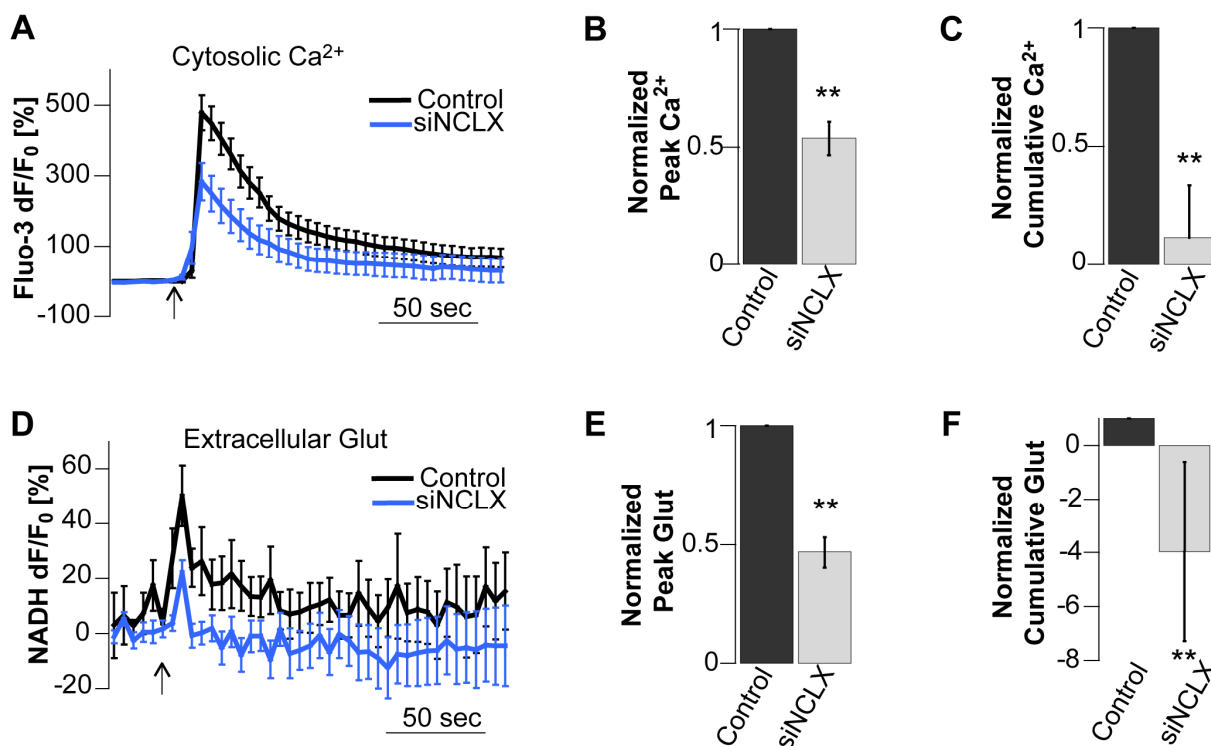 A
Cytosolic Ca²⁺
Fluo-3 dF/F₀ [%]
500
300
100
-100
Control
siNCLX
50 sec
B
Normalized
Peak Ca²⁺
1
0.5
0
**
Control
siNCLX
C
Normalized
Cumulative Ca²⁺
1
0.5
0
**
Control
siNCLX
D
Extracellular Glut
NADH dF/F₀ [%]
60
40
20
0
-20
Control
siNCLX
50 sec
E
Normalized
Peak Glut
1
0.5
0
**
Control
siNCLX
F
Normalized
Cumulative Glut
0
-2
-4
-6
-8
**
Control
siNCLX